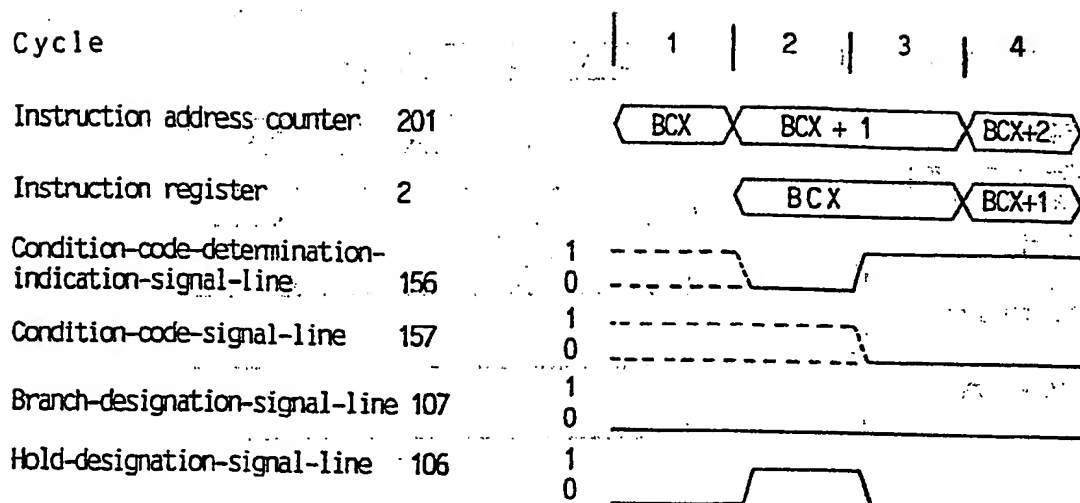 Cycle 1 2 3 4
Instruction address counter 201 BCX BCX + 1 BCX+2
Instruction register 2 BCX BCX+1
Condition-code-determination-
indication-signal-line 156 1 0
Condition-code-signal-line 157 1 0
Branch-designation-signal-line 107 1 0
Hold-designation-signal-line 106 1 0